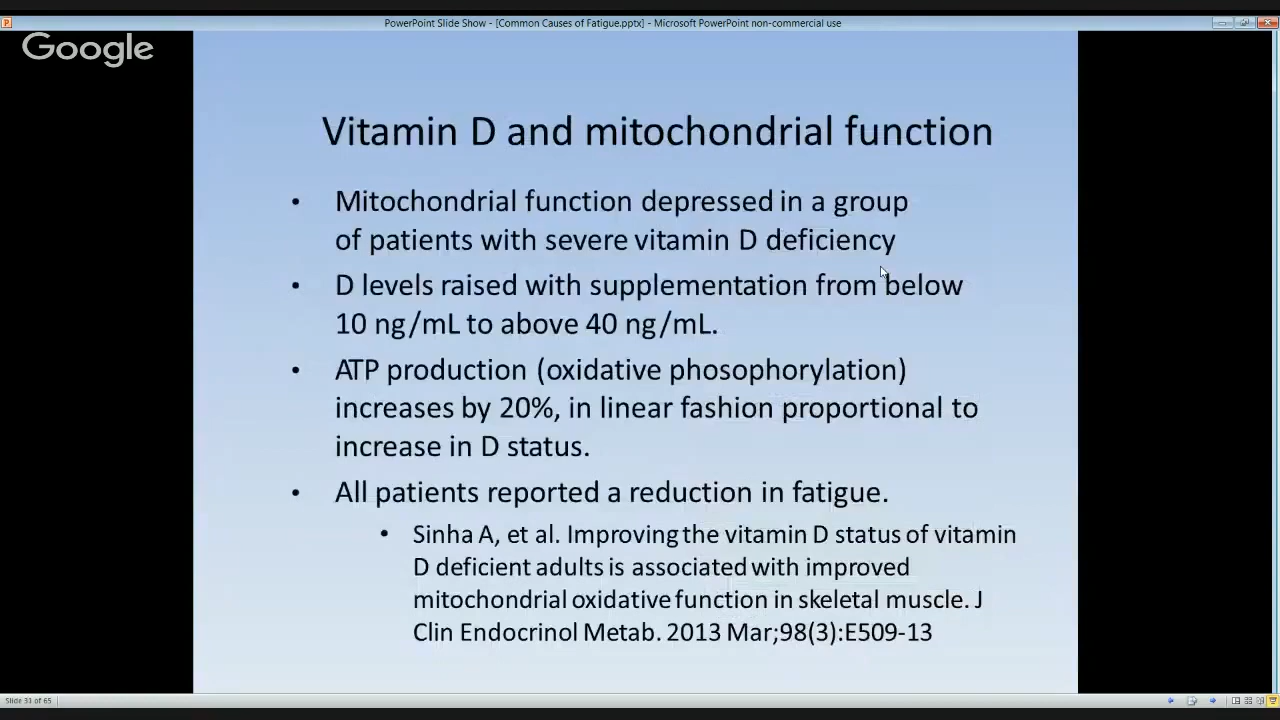 PowerPoint Slide Show - [Common Causes of Fatigue.pptx] - Microsoft PowerPoint non-commercial use
Google
Vitamin D and mitochondrial function
• Mitochondrial function depressed in a group
of patients with severe vitamin D deficiency
• D levels raised with supplementation from below
10 ng/mL to above 40 ng/mL.
• ATP production (oxidative phosophorylation)
increases by 20%, in linear fashion proportional to
increase in D status.
• All patients reported a reduction in fatigue.
• Sinha A, et al. Improving the vitamin D status of vitamin
D deficient adults is associated with improved
mitochondrial oxidative function in skeletal muscle. J
Clin Endocrinol Metab. 2013 Mar;98(3):E509-13
Slide 31 of 65